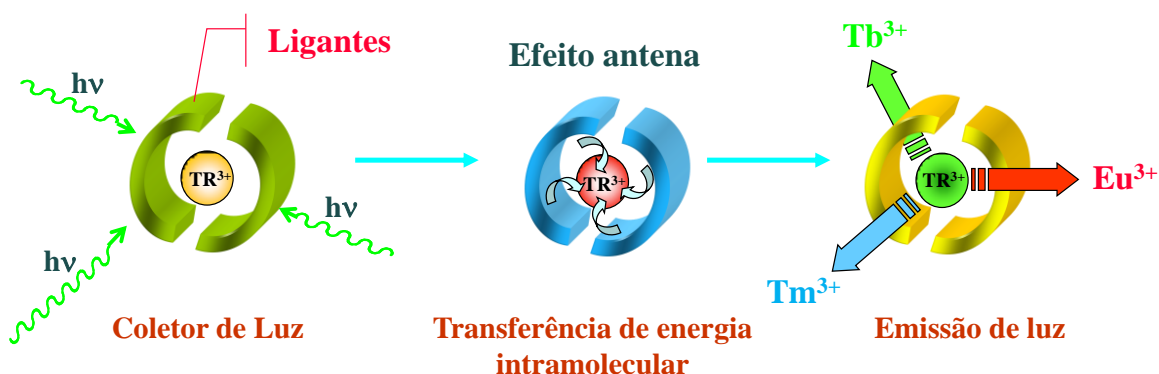 Ligantes
hν
hν
hν
TR³⁺
Coletor de Luz
Efeito antena
TR³⁺
Transferência de energia
intramolecular
Tb³⁺
TR³⁺
Eu³⁺
Tm³⁺
Emissão de luz